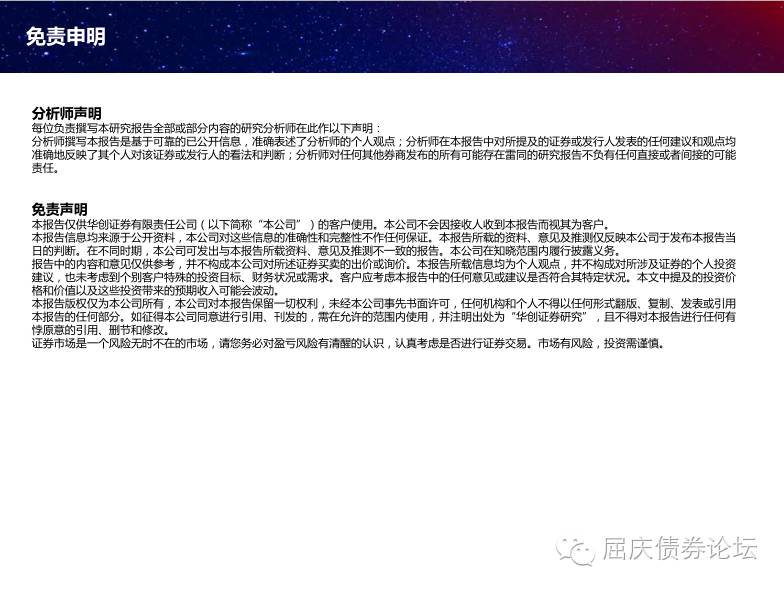 免责申明
分析师声明
每位负责撰写本研究报告全部或部分内容的研究分析师在此作以下声明：
分析师撰写本报告是基于可靠的已公开信息，准确表述了分析师的个人观点；分析师在本报告中对所提及的证券或发行人发表的任何建议和观点均
准确地反映了其个人对该证券或发行人的看法和判断；分析师对任何其他券商发布的所有可能存在雷同的研究报告不负有任何直接或者间接的可能
责任。
免责声明
本报告仅供华创证券有限责任公司（以下简称“本公司”）的客户使用。本公司不会因接收人收到本报告而视其为客户。
本报告信息均来源于公开资料，本公司对这些信息的准确性和完整性不作任何保证。本报告所载的资料、意见及推测仅反映本公司于发布本报告当
日的判断。在不同时期，本公司可发出与本报告所载资料、意见及推测不一致的报告。本公司在知晓范围内履行披露义务。
报告中的内容和意见仅供参考，并不构成本公司对所述证券买卖的出价或询价。本报告所载信息均为个人观点，并不构成对所涉及证券的个人投资
建议，也未考虑到个别客户特殊的投资目标、财务状况或需求。客户应考虑本报告中的任何意见或建议是否符合其特定状况。本文中提及的投资价
格和价值以及这些投资带来的预期收入可能会波动。
本报告版权仅为本公司所有，本公司对本报告保留一切权利，未经本公司事先书面许可，任何机构和个人不得以任何形式翻版、复制、发表或引用
本报告的任何部分。如征得本公司同意进行引用、刊发的，需在允许的范围内使用，并注明出处为“华创证券研究”，且不得对本报告进行任何有
悖原意的引用、删节和修改。
证券市场是一个风险无时不在的市场，请您务必对盈亏风险有清醒的认识，认真考虑是否进行证券交易。市场有风险，投资需谨慎。
屈庆债券论坛